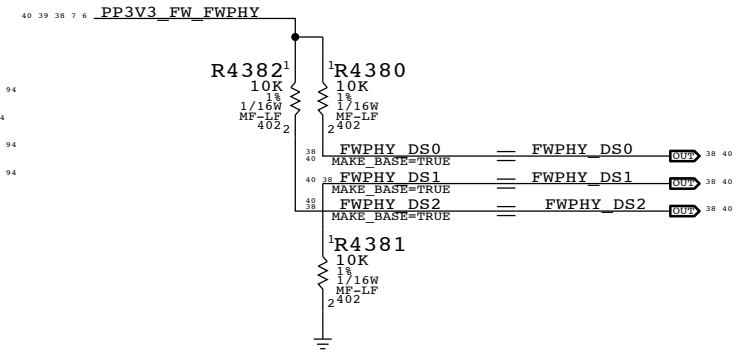 40 39 38 7 6 PP3V3_FW_FWPHY
R4382 1
10K
1%
1/16W
MF-LF
402 2
1 R4380
10K
1%
1/16W
MF-LF
2 402
94
4
94
94
38 40 FWPHY_DS0 FWPHY_DS0 OUT 38 40
MAKE_BASE=TRUE
40 38 FWPHY_DS1 FWPHY_DS1 OUT 38 40
MAKE_BASE=TRUE
40 38 FWPHY_DS2 FWPHY_DS2 OUT 38 40
MAKE_BASE=TRUE
1 R4381
10K
1%
1/16W
MF-LF
2 402